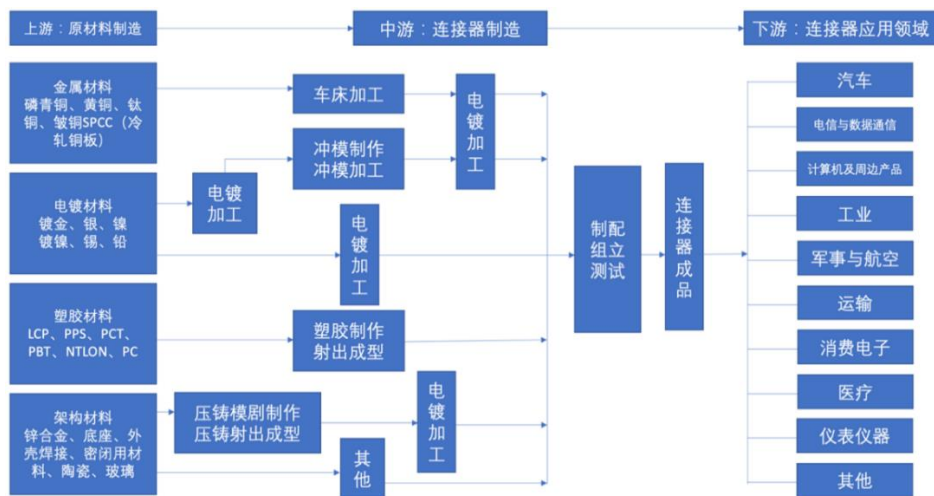 上游：原材料制造
中游：连接器制造
下游：连接器应用领域
金属材料
磷青铜、黄铜、钛
铜、皱铜SPCC（冷
轧铜板）
电镀材料
镀金、银、镍
镀镍、锡、铅
塑胶材料
LCP、PPS、PCT、
PBT、NTLON、PC
架构材料
锌合金、底座、外
壳焊接、密闭用材
料、陶瓷、玻璃
电镀
加工
车床加工
冲模制作
冲模加工
电镀加工
电镀加工
塑胶制作
射出成型
压铸模剧制作
压铸射出成型
电镀加工
其他
制配
组立
测试
连接器成品
汽车
电信与数据通信
计算机及周边产品
工业
军事与航空
运输
消费电子
医疗
仪表仪器
其他